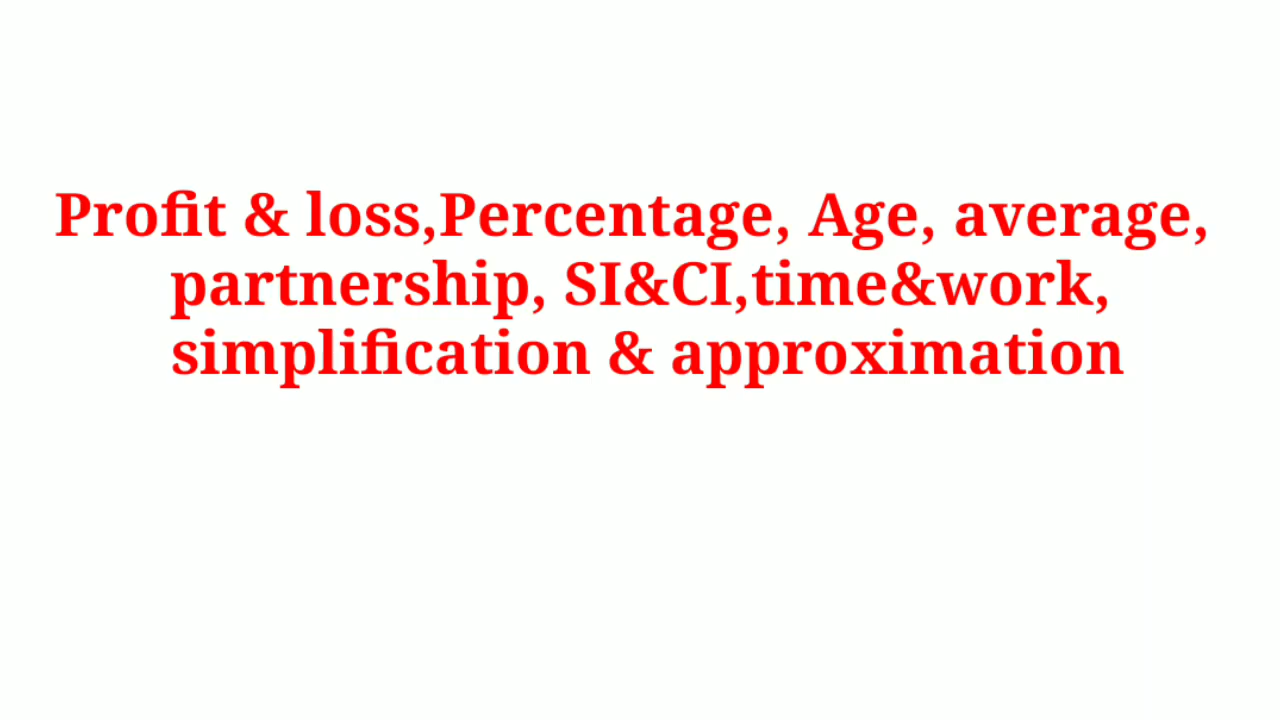 Profit & loss,Percentage, Age, average,
partnership, SI&CI,time&work,
simplification & approximation